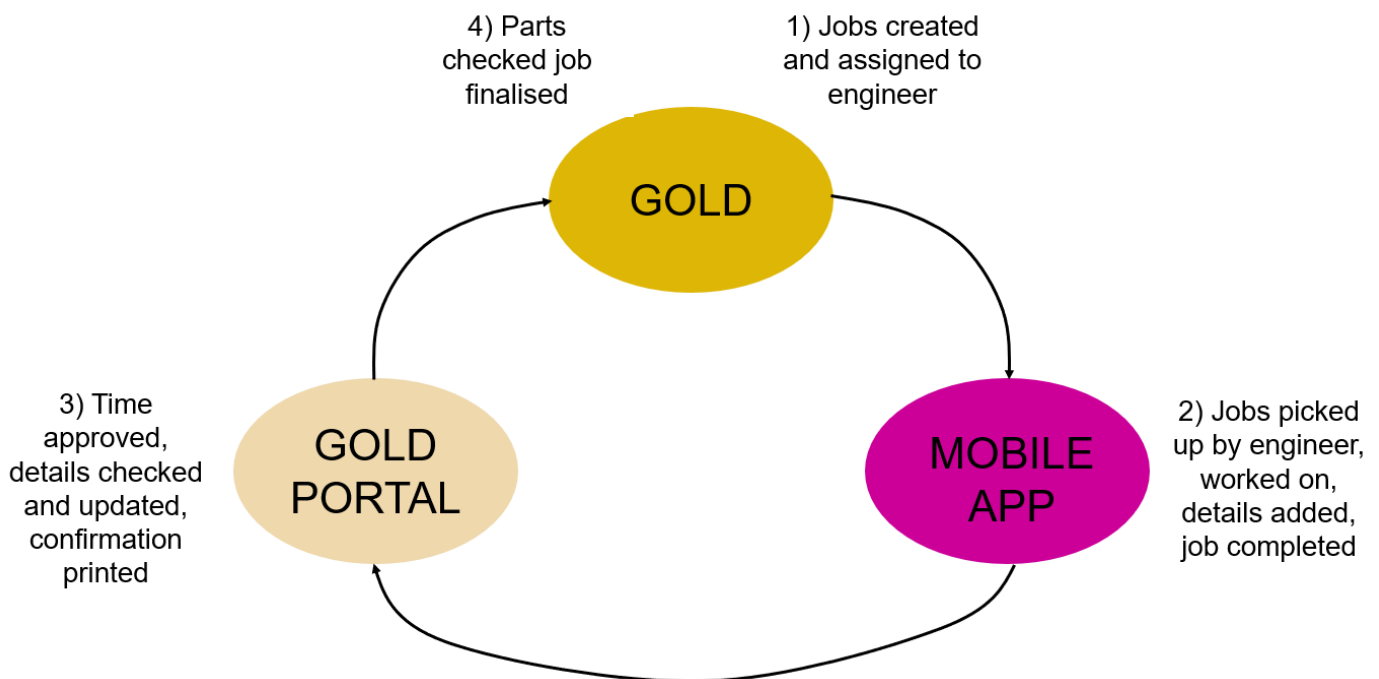 4) Parts
checked job
finalised
1) Jobs created
and assigned to
engineer
GOLD
3) Time
approved,
details checked
and updated,
confirmation
printed
GOLD
PORTAL
MOBILE
APP
2) Jobs picked
up by engineer,
worked on,
details added,
job completed